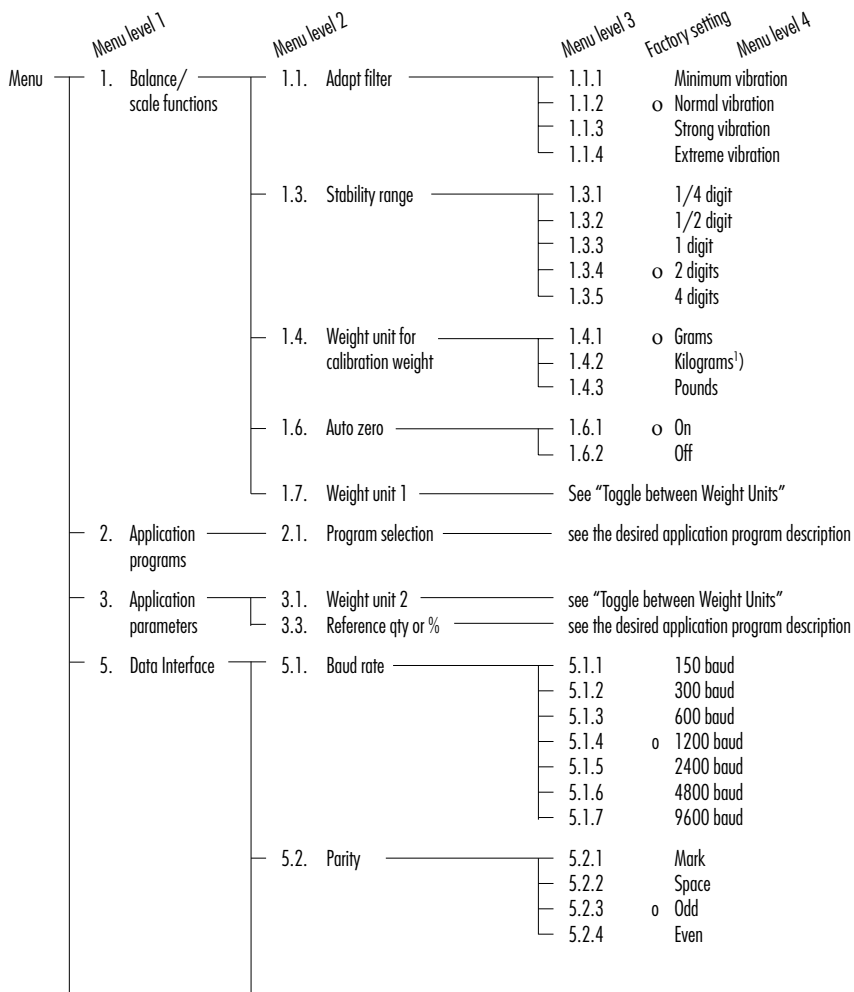 Menu level 1 Menu level 2 Menu level 3 Factory setting Menu level 4
Menu 1. Balance/ 1.1. Adapt filter 1.1.1 Minimum vibration
scale functions 1.1.2 o Normal vibration
1.1.3 Strong vibration
1.1.4 Extreme vibration
1.3. Stability range 1.3.1 1/4 digit
1.3.2 1/2 digit
1.3.3 1 digit
1.3.4 o 2 digits
1.3.5 4 digits
1.4. Weight unit for 1.4.1 o Grams
calibration weight 1.4.2 Kilograms1)
1.4.3 Pounds
1.6. Auto zero 1.6.1 o On
1.6.2 Off
1.7. Weight unit 1 See “Toggle between Weight Units”
2. Application 2.1. Program selection see the desired application program description
programs
3. Application 3.1. Weight unit 2 see “Toggle between Weight Units”
parameters 3.3. Reference qty or % see the desired application program description
5. Data Interface 5.1. Baud rate 5.1.1 150 baud
5.1.2 300 baud
5.1.3 600 baud
5.1.4 o 1200 baud
5.1.5 2400 baud
5.1.6 4800 baud
5.1.7 9600 baud
5.2. Parity 5.2.1 Mark
5.2.2 Space
5.2.3 o Odd
5.2.4 Even